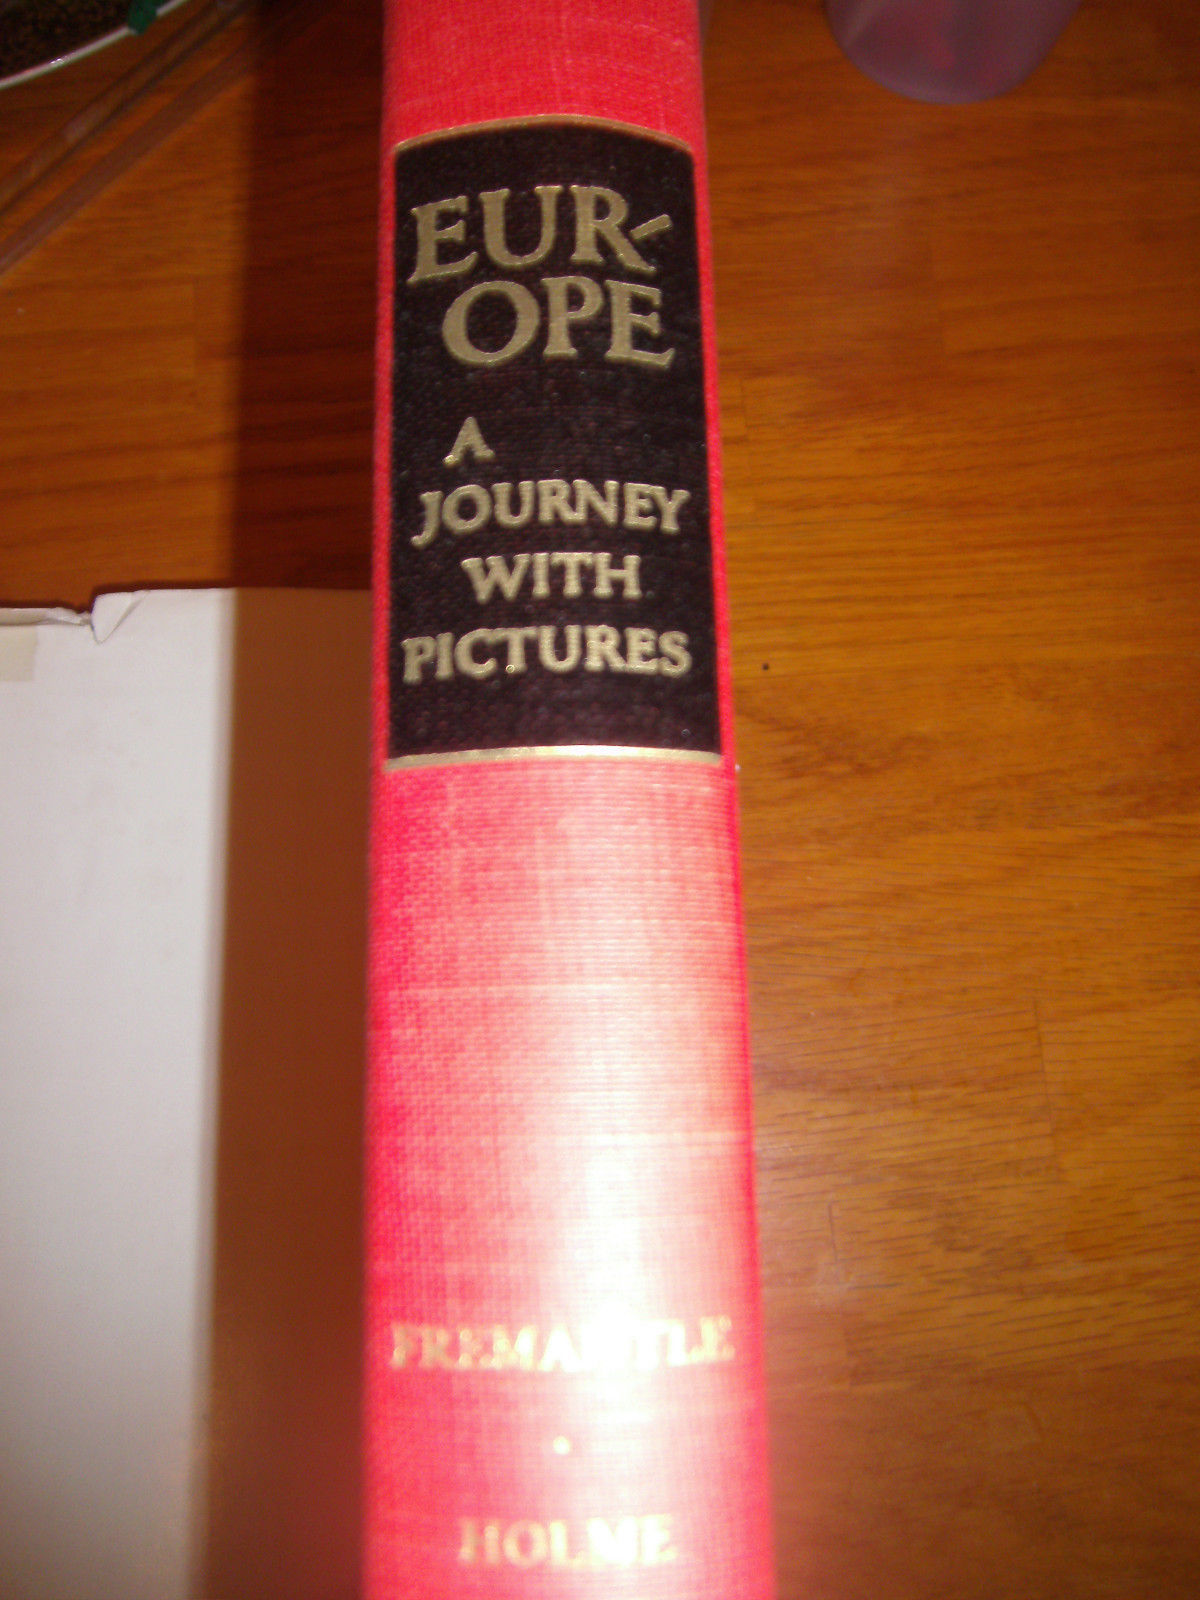 EUR-
OPE
A
JOURNEY
WITH
PICTURES
FREMANTLE
·
HOLME